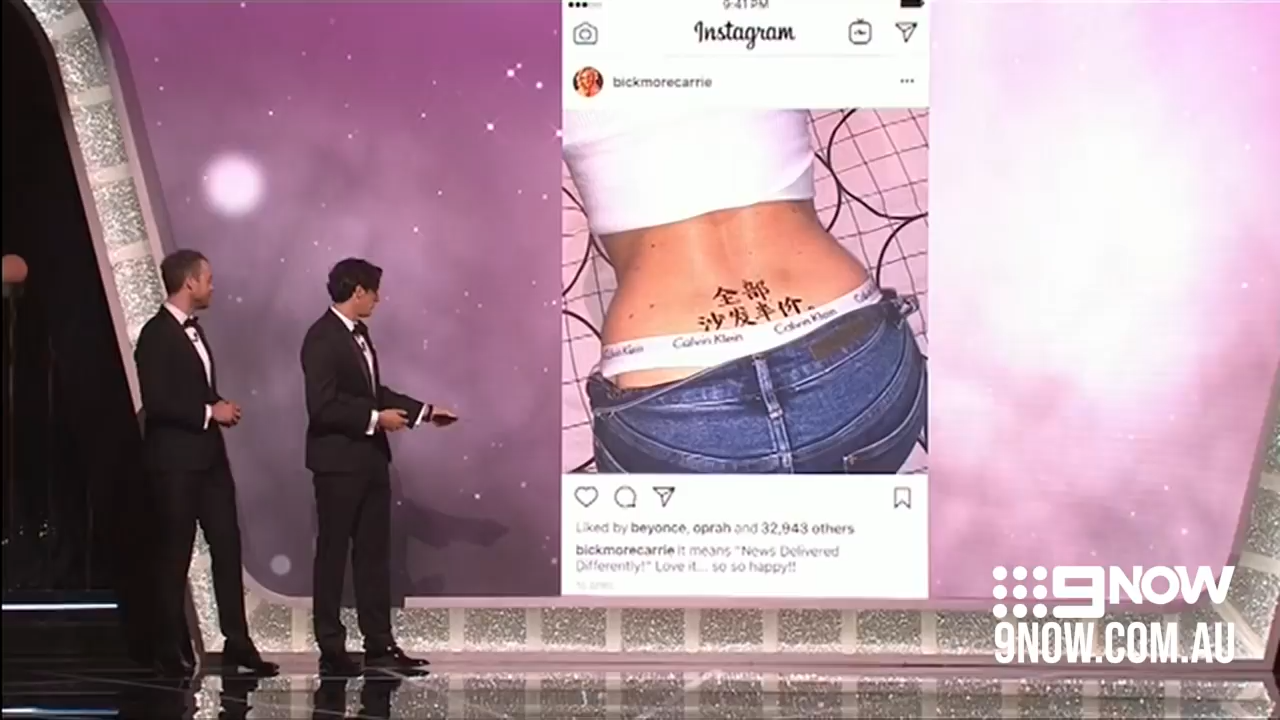 9:41 PM
Instagram
bickmorecarrie
全部
沙发半价。
Calvin Klein
Calvin Klein
Liked by beyonce, oprah and 32,943 others
bickmorecarrie It means "News Delivered
Differently!" Love it... so so happy!!
9NOW
9NOW.COM.AU